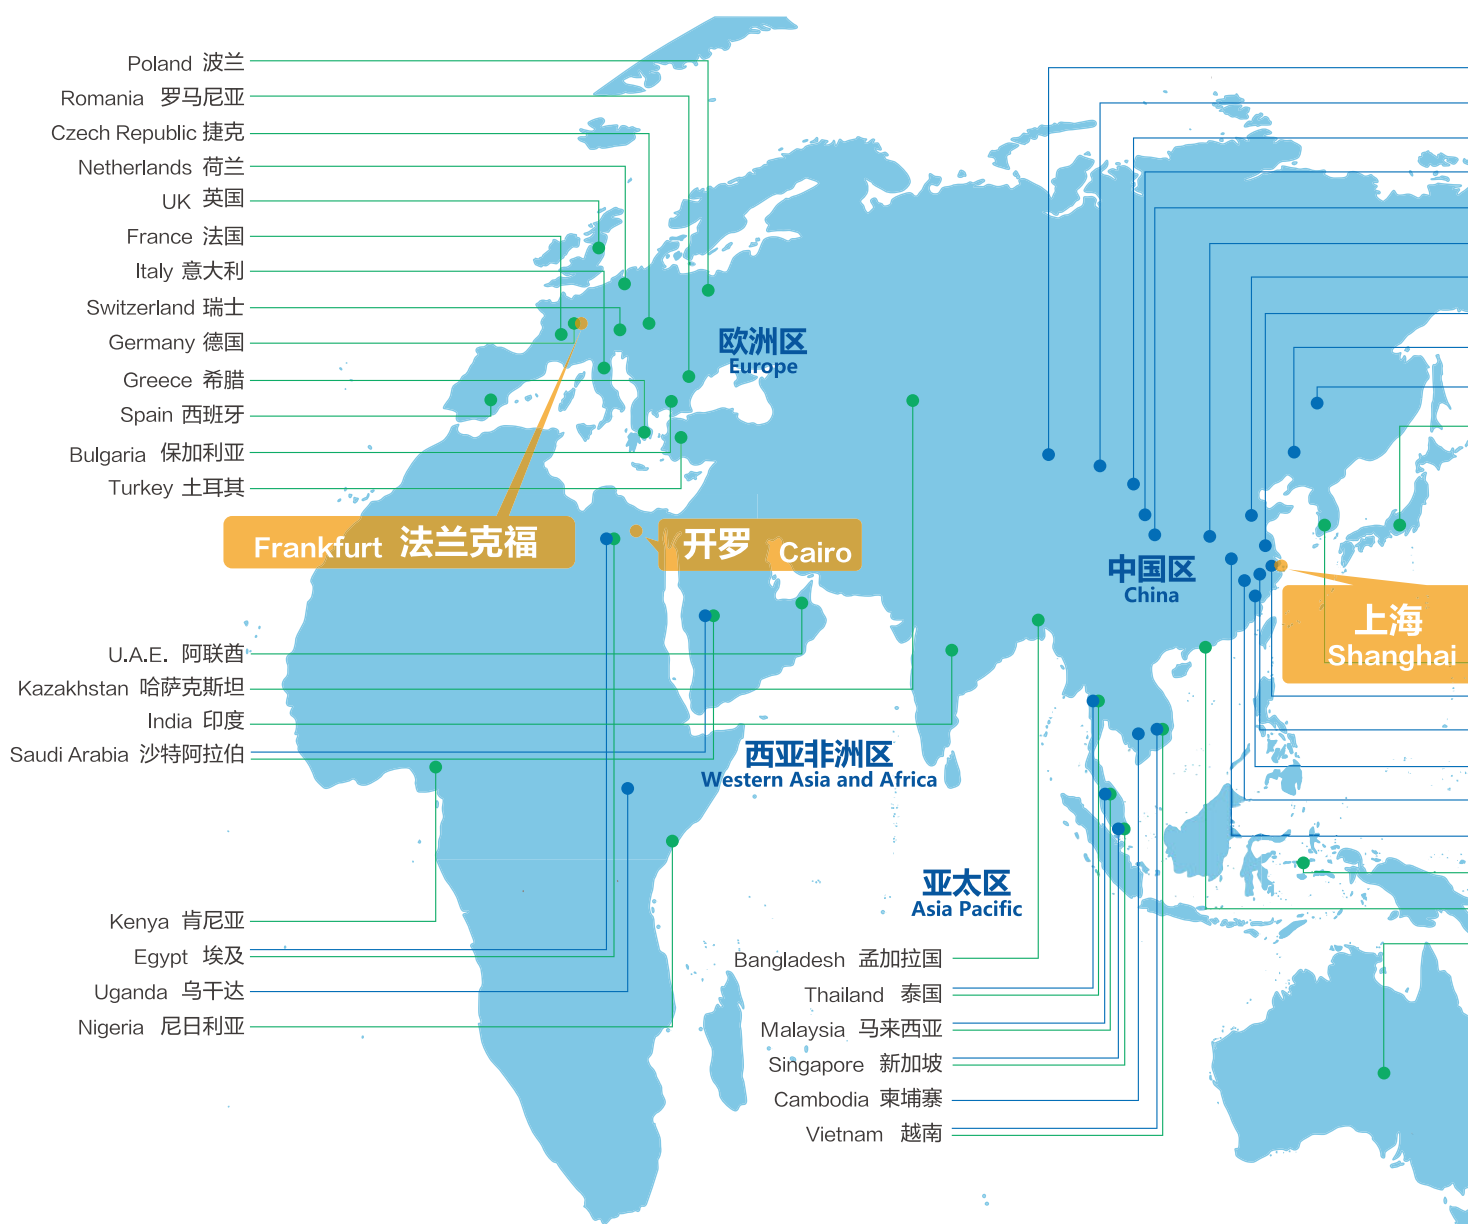 Poland 波兰
Romania 罗马尼亚
Czech Republic 捷克
Netherlands 荷兰
UK 英国
France 法国
Italy 意大利
Switzerland 瑞士
Germany 德国
Greece 希腊
Spain 西班牙
Bulgaria 保加利亚
Turkey 土耳其
欧洲区
Europe
Frankfurt 法兰克福
开罗 Cairo
中国区
China
上海
Shanghai
U.A.E. 阿联酋
Kazakhstan 哈萨克斯坦
India 印度
Saudi Arabia 沙特阿拉伯
西亚非洲区
Western Asia and Africa
亚太区
Asia Pacific
Kenya 肯尼亚
Egypt 埃及
Uganda 乌干达
Nigeria 尼日利亚
Bangladesh 孟加拉国
Thailand 泰国
Malaysia 马来西亚
Singapore 新加坡
Cambodia 柬埔寨
Vietnam 越南